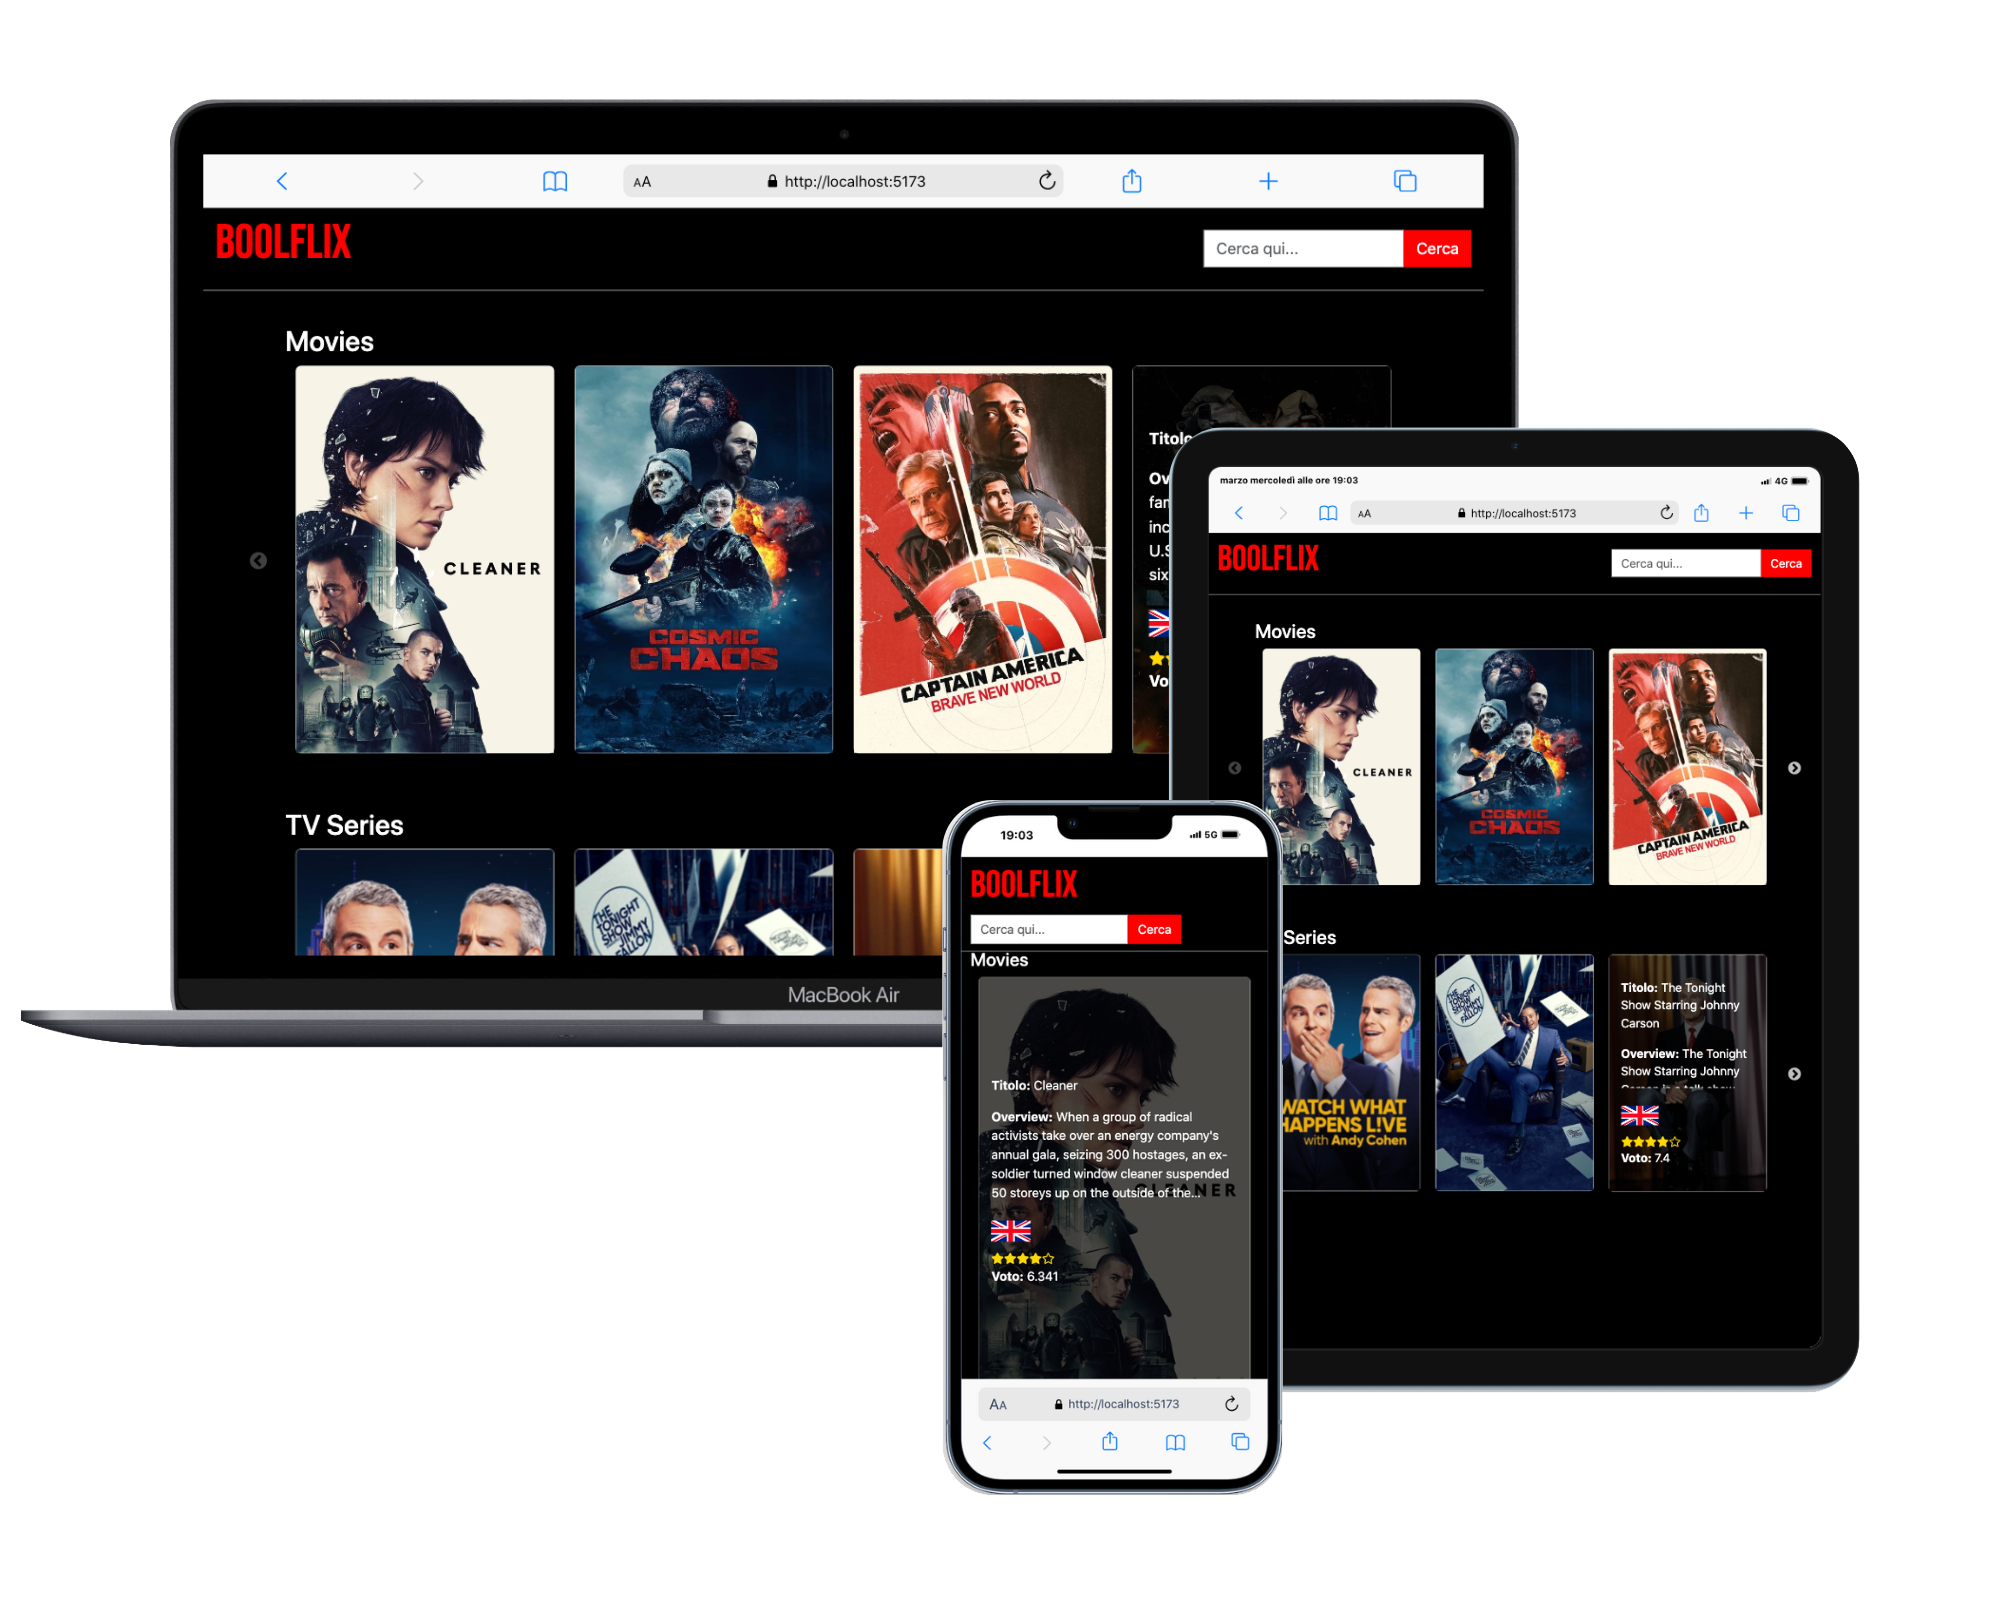 AA http://localhost:5173
BOOLFLIX
Cerca qui... Cerca
Movies
CLEANER
COSMIC
CHAOS
CAPTAIN AMERICA
BRAVE NEW WORLD
Titolo
Ov
fan
inc
U.S
six
Vo
TV Series
THE
TONIGHT
SHOW
JIMMY
FALLON
MacBook Air
marzo mercoledì alle ore 19:03 4G
AA http://localhost:5173
BOOLFLIX
Cerca qui... Cerca
Movies
CLEANER
COSMIC
CHAOS
CAPTAIN AMERICA
BRAVE NEW WORLD
Series
WATCH WHAT
HAPPENS L!VE
with Andy Cohen
THE
TONIGHT
SHOW
JIMMY
FALLON
Titolo: The Tonight
Show Starring Johnny
Carson
Overview: The Tonight
Show Starring Johnny
Carson is a talk show
Voto: 7.4
19:03 5G
BOOLFLIX
Cerca qui... Cerca
Movies
Titolo: Cleaner
Overview: When a group of radical
activists take over an energy company's
annual gala, seizing 300 hostages, an ex-
soldier turned window cleaner suspended
50 storeys up on the outside of the...
CLEANER
Voto: 6.341
AA http://localhost:5173